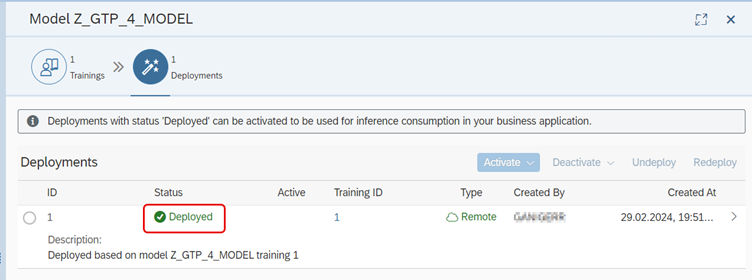 Model Z_GTP_4_MODEL
1
Trainings
1
Deployments
Deployments with status 'Deployed' can be activated to be used for inference consumption in your business application.
Deployments Activate Deactivate Undeploy Redeploy
ID Status Active Training ID Type Created By Created At
1 Deployed 1 Remote 29.02.2024, 19:51...
Description:
Deployed based on model Z_GTP_4_MODEL training 1